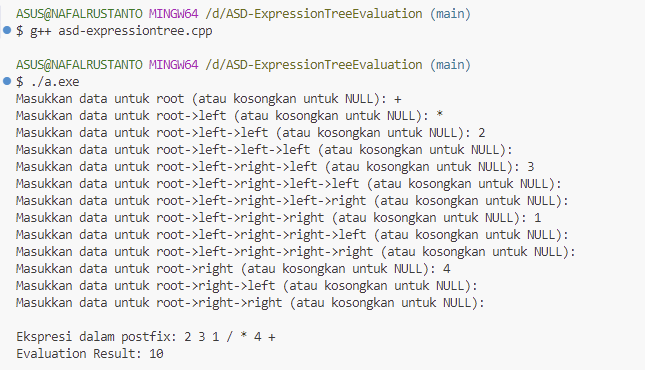 ASUS@NAFALRUSTANTO MINGW64 /d/ASD-ExpressionTreeEvaluation (main)
$ g++ asd-expressiontree.cpp
ASUS@NAFALRUSTANTO MINGW64 /d/ASD-ExpressionTreeEvaluation (main)
$ ./a.exe
Masukkan data untuk root (atau kosongkan untuk NULL): +
Masukkan data untuk root->left (atau kosongkan untuk NULL): *
Masukkan data untuk root->left->left (atau kosongkan untuk NULL): 2
Masukkan data untuk root->left->left->left (atau kosongkan untuk NULL):
Masukkan data untuk root->left->right->left (atau kosongkan untuk NULL): 3
Masukkan data untuk root->left->right->left->left (atau kosongkan untuk NULL):
Masukkan data untuk root->left->right->left->right (atau kosongkan untuk NULL):
Masukkan data untuk root->left->right->right (atau kosongkan untuk NULL): 1
Masukkan data untuk root->left->right->right->left (atau kosongkan untuk NULL):
Masukkan data untuk root->left->right->right->right (atau kosongkan untuk NULL):
Masukkan data untuk root->right (atau kosongkan untuk NULL): 4
Masukkan data untuk root->right->left (atau kosongkan untuk NULL):
Masukkan data untuk root->right->right (atau kosongkan untuk NULL):
Ekspresi dalam postfix: 2 3 1 / * 4 +
Evaluation Result: 10